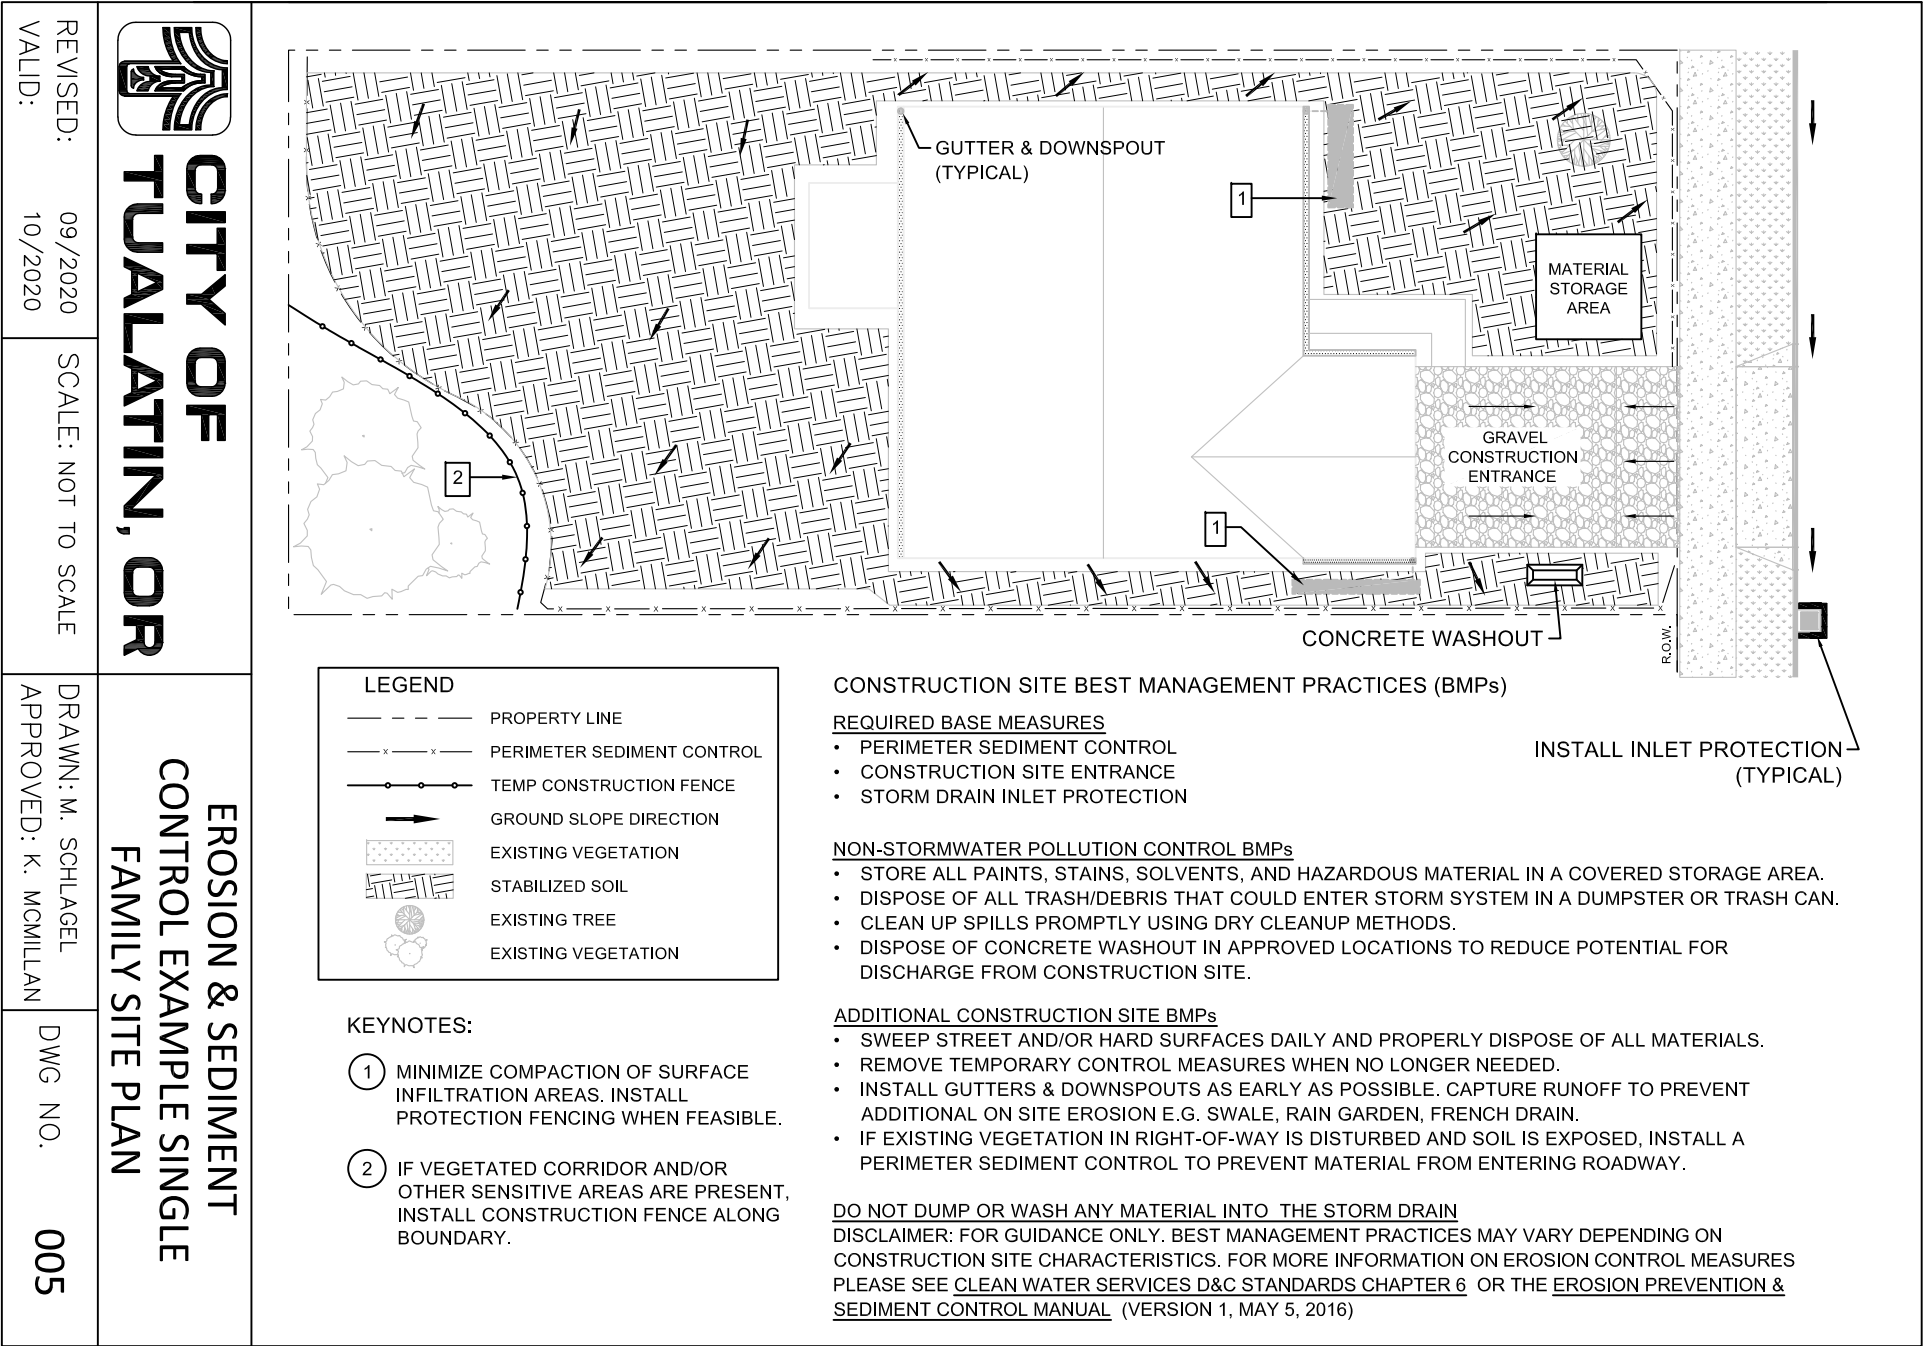 REVISED: 09/2020
VALID: 10/2020
SCALE: NOT TO SCALE
DRAWN: M. SCHLAGEL
APPROVED: K. MCMILLAN
DWG NO. 005
CITY OF
TUALATIN, OR
EROSION & SEDIMENT
CONTROL EXAMPLE SINGLE
FAMILY SITE PLAN
GUTTER & DOWNSPOUT
(TYPICAL)
1
MATERIAL
STORAGE
AREA
GRAVEL
CONSTRUCTION
ENTRANCE
2
1
CONCRETE WASHOUT
R.O.W.
INSTALL INLET PROTECTION
(TYPICAL)
LEGEND
PROPERTY LINE
PERIMETER SEDIMENT CONTROL
TEMP CONSTRUCTION FENCE
GROUND SLOPE DIRECTION
EXISTING VEGETATION
STABILIZED SOIL
EXISTING TREE
EXISTING VEGETATION
KEYNOTES:
1 MINIMIZE COMPACTION OF SURFACE
INFILTRATION AREAS. INSTALL
PROTECTION FENCING WHEN FEASIBLE.
2 IF VEGETATED CORRIDOR AND/OR
OTHER SENSITIVE AREAS ARE PRESENT,
INSTALL CONSTRUCTION FENCE ALONG
BOUNDARY.
CONSTRUCTION SITE BEST MANAGEMENT PRACTICES (BMPs)
REQUIRED BASE MEASURES
• PERIMETER SEDIMENT CONTROL
• CONSTRUCTION SITE ENTRANCE
• STORM DRAIN INLET PROTECTION
NON-STORMWATER POLLUTION CONTROL BMPs
• STORE ALL PAINTS, STAINS, SOLVENTS, AND HAZARDOUS MATERIAL IN A COVERED STORAGE AREA.
• DISPOSE OF ALL TRASH/DEBRIS THAT COULD ENTER STORM SYSTEM IN A DUMPSTER OR TRASH CAN.
• CLEAN UP SPILLS PROMPTLY USING DRY CLEANUP METHODS.
• DISPOSE OF CONCRETE WASHOUT IN APPROVED LOCATIONS TO REDUCE POTENTIAL FOR
DISCHARGE FROM CONSTRUCTION SITE.
ADDITIONAL CONSTRUCTION SITE BMPs
• SWEEP STREET AND/OR HARD SURFACES DAILY AND PROPERLY DISPOSE OF ALL MATERIALS.
• REMOVE TEMPORARY CONTROL MEASURES WHEN NO LONGER NEEDED.
• INSTALL GUTTERS & DOWNSPOUTS AS EARLY AS POSSIBLE. CAPTURE RUNOFF TO PREVENT
ADDITIONAL ON SITE EROSION E.G. SWALE, RAIN GARDEN, FRENCH DRAIN.
• IF EXISTING VEGETATION IN RIGHT-OF-WAY IS DISTURBED AND SOIL IS EXPOSED, INSTALL A
PERIMETER SEDIMENT CONTROL TO PREVENT MATERIAL FROM ENTERING ROADWAY.
DO NOT DUMP OR WASH ANY MATERIAL INTO THE STORM DRAIN
DISCLAIMER: FOR GUIDANCE ONLY. BEST MANAGEMENT PRACTICES MAY VARY DEPENDING ON
CONSTRUCTION SITE CHARACTERISTICS. FOR MORE INFORMATION ON EROSION CONTROL MEASURES
PLEASE SEE CLEAN WATER SERVICES D&C STANDARDS CHAPTER 6 OR THE EROSION PREVENTION &
SEDIMENT CONTROL MANUAL (VERSION 1, MAY 5, 2016)